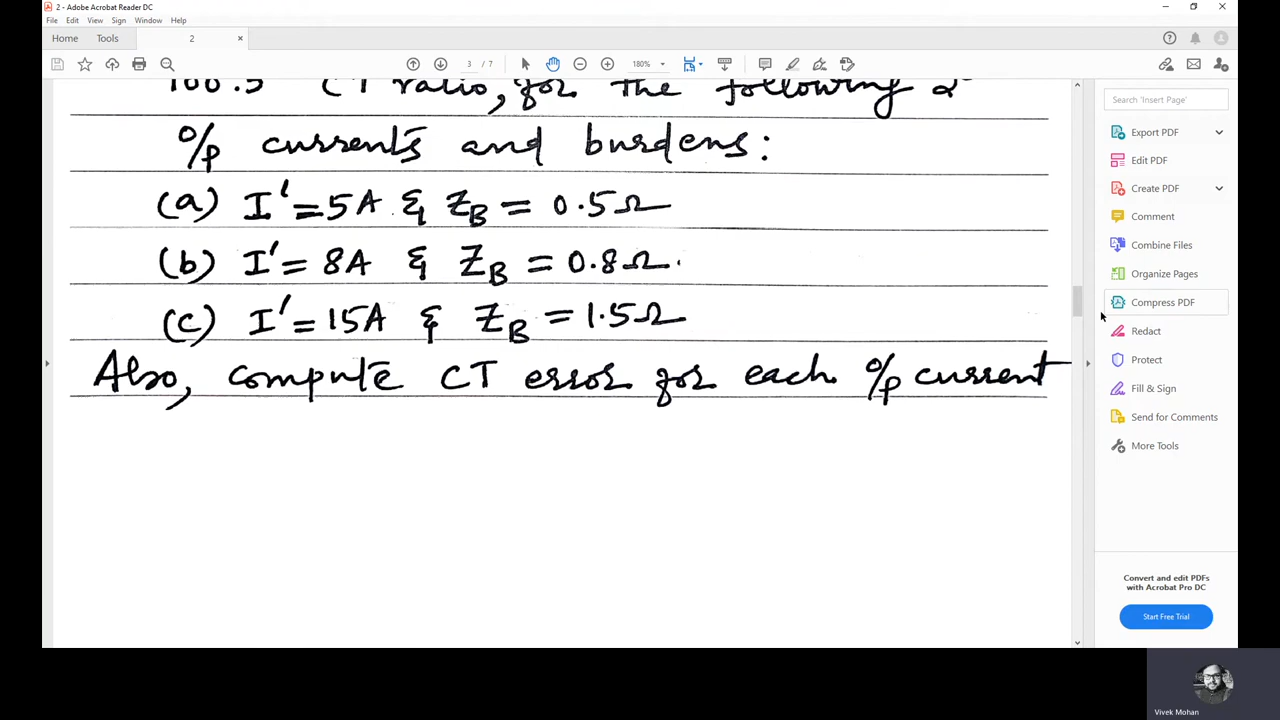 2 - Adobe Acrobat Reader DC
File Edit View Sign Window Help
Home Tools 2 ×
3 / 7 180%
100:5 CT ratio, for the following 2°
Search 'Insert Page'
o/p currents and burdens:
(a) I' = 5A & ZB = 0.5Ω
(b) I' = 8A & ZB = 0.8Ω.
(c) I' = 15A & ZB = 1.5Ω
Also, compute CT error for each o/p current
Export PDF
Edit PDF
Create PDF
Comment
Combine Files
Organize Pages
Compress PDF
Redact
Protect
Fill & Sign
Send for Comments
More Tools
Convert and edit PDFs
with Acrobat Pro DC
Start Free Trial
Vivek Mohan